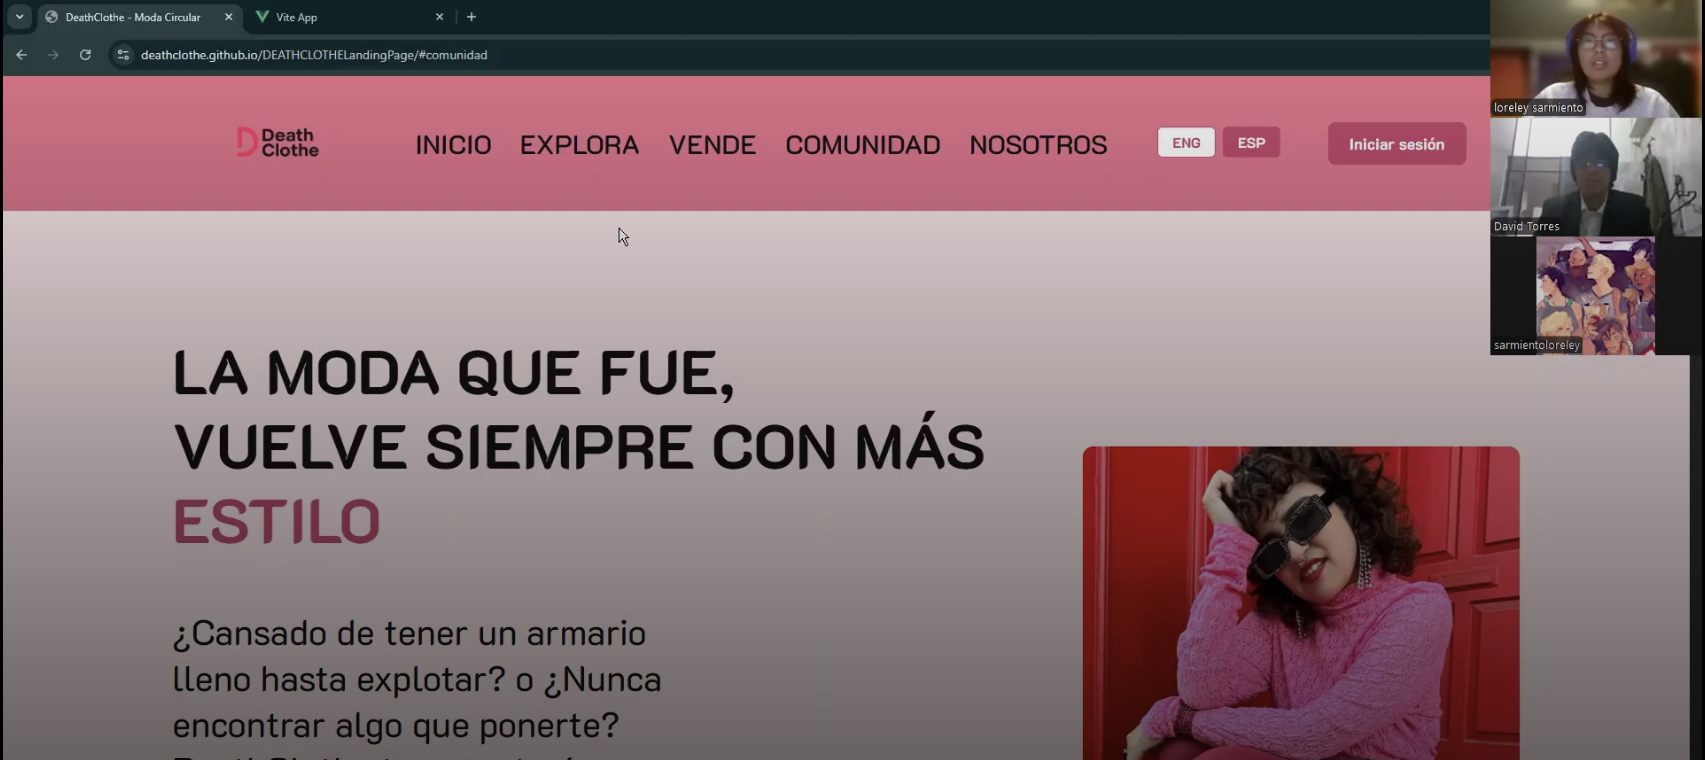 DeathClothe - Moda Circular
Vite App
deathclothe.github.io/DEATHCLOTHELandingPage/#comunidad
Death
Clothe
INICIO EXPLORA VENDE COMUNIDAD NOSOTROS
ENG ESP
Iniciar sesión
loreley sarmiento
David Torres
sarmientoloreley
LA MODA QUE FUE,
VUELVE SIEMPRE CON MÁS
ESTILO
¿Cansado de tener un armario
lleno hasta explotar? o ¿Nunca
encontrar algo que ponerte?